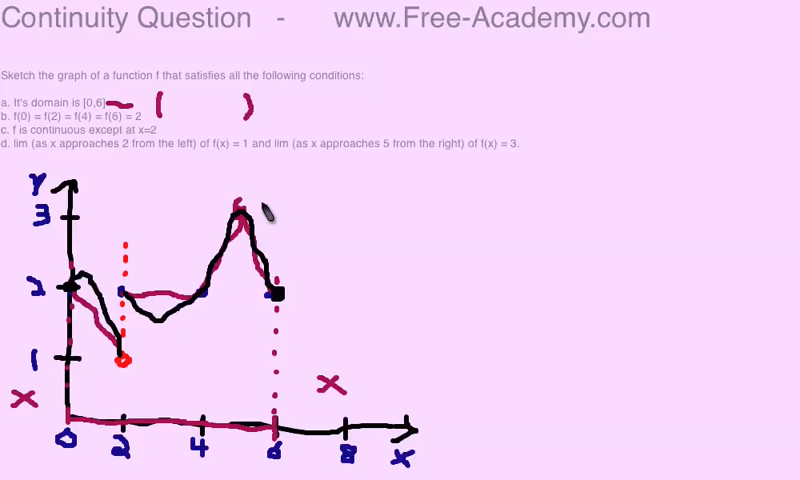 Continuity Question - www.Free-Academy.com
Sketch the graph of a function f that satisfies all the following conditions:
a. It's domain is [0,6]
b. f(0) = f(2) = f(4) = f(6) = 2
c. f is continuous except at x=2
d. lim (as x approaches 2 from the left) of f(x) = 1 and lim (as x approaches 5 from the right) of f(x) = 3.
( )
Y
3
2
1
X X
0 2 4 6 8 X